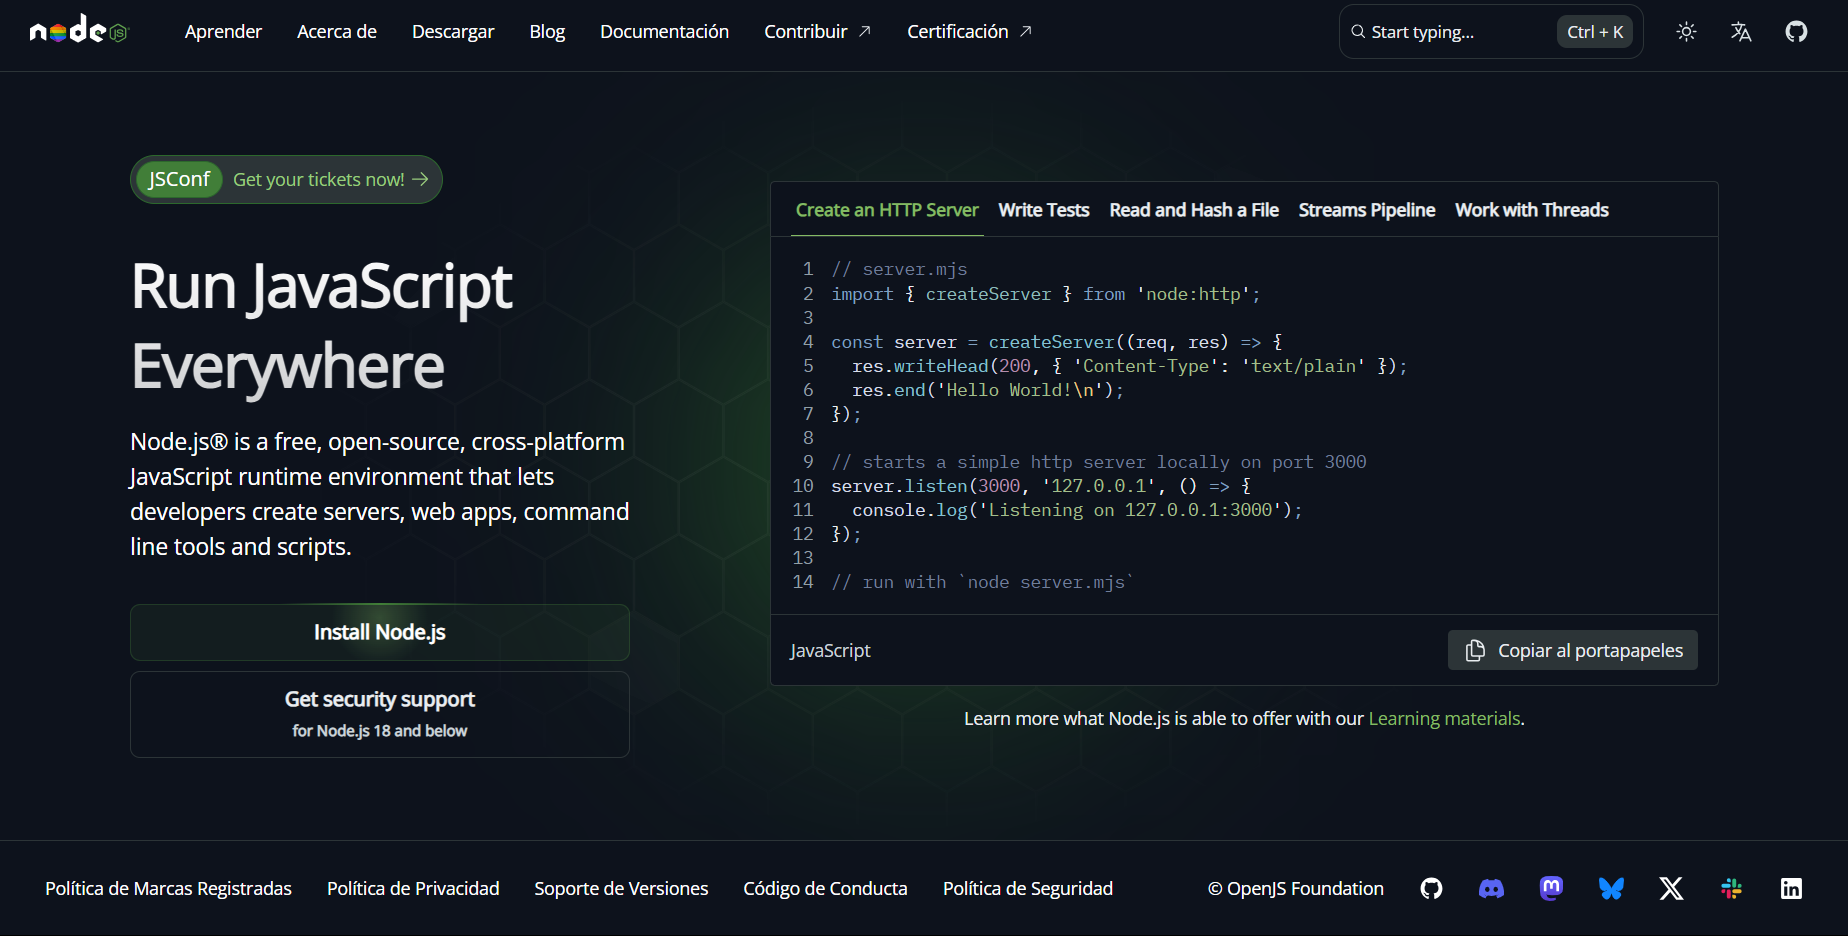 node JS
Aprender Acerca de Descargar Blog Documentación Contribuir Certificación Start typing... Ctrl + K
JSConf Get your tickets now!
Run JavaScript
Everywhere
Node.js® is a free, open-source, cross-platform
JavaScript runtime environment that lets
developers create servers, web apps, command
line tools and scripts.
Install Node.js
Get security support
for Node.js 18 and below
Create an HTTP Server Write Tests Read and Hash a File Streams Pipeline Work with Threads
1 // server.mjs
2 import { createServer } from 'node:http';
3
4 const server = createServer((req, res) => {
5   res.writeHead(200, { 'Content-Type': 'text/plain' });
6   res.end('Hello World!\n');
7 });
8
9 // starts a simple http server locally on port 3000
10 server.listen(3000, '127.0.0.1', () => {
11   console.log('Listening on 127.0.0.1:3000');
12 });
13
14 // run with `node server.mjs`
JavaScript Copiar al portapapeles
Learn more what Node.js is able to offer with our Learning materials.
Política de Marcas Registradas Política de Privacidad Soporte de Versiones Código de Conducta Política de Seguridad © OpenJS Foundation